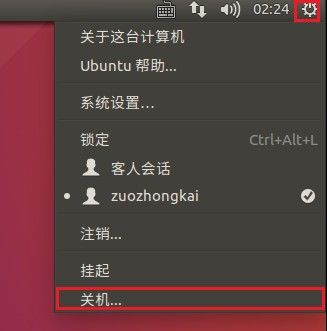 02:24
关于这台计算机
Ubuntu 帮助...
系统设置...
锁定 Ctrl+Alt+L
客人会话
zuozhongkai
注销...
挂起
关机...